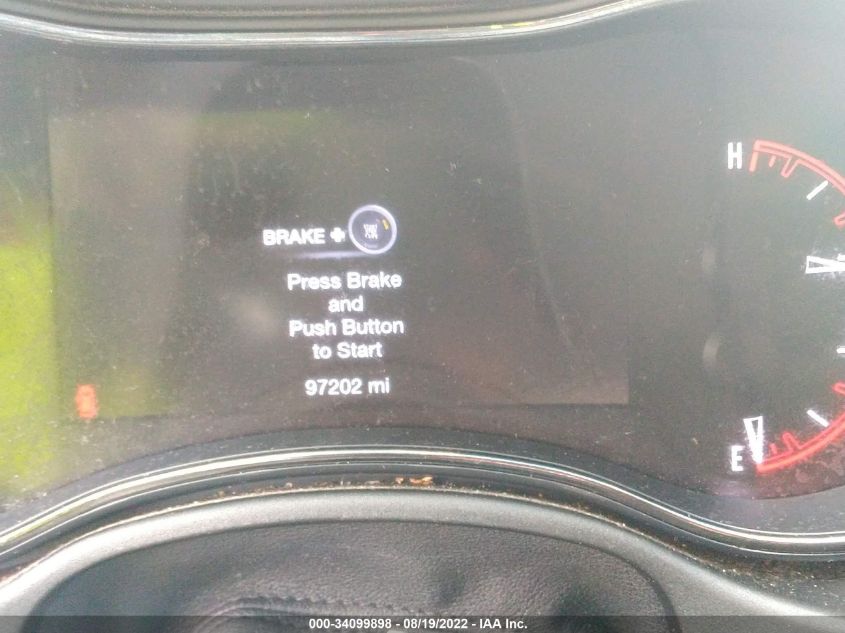 H
BRAKE +
Press Brake
and
Push Button
to Start
97202 mi
E
000-34099898 - 08/19/2022 - IAA Inc.